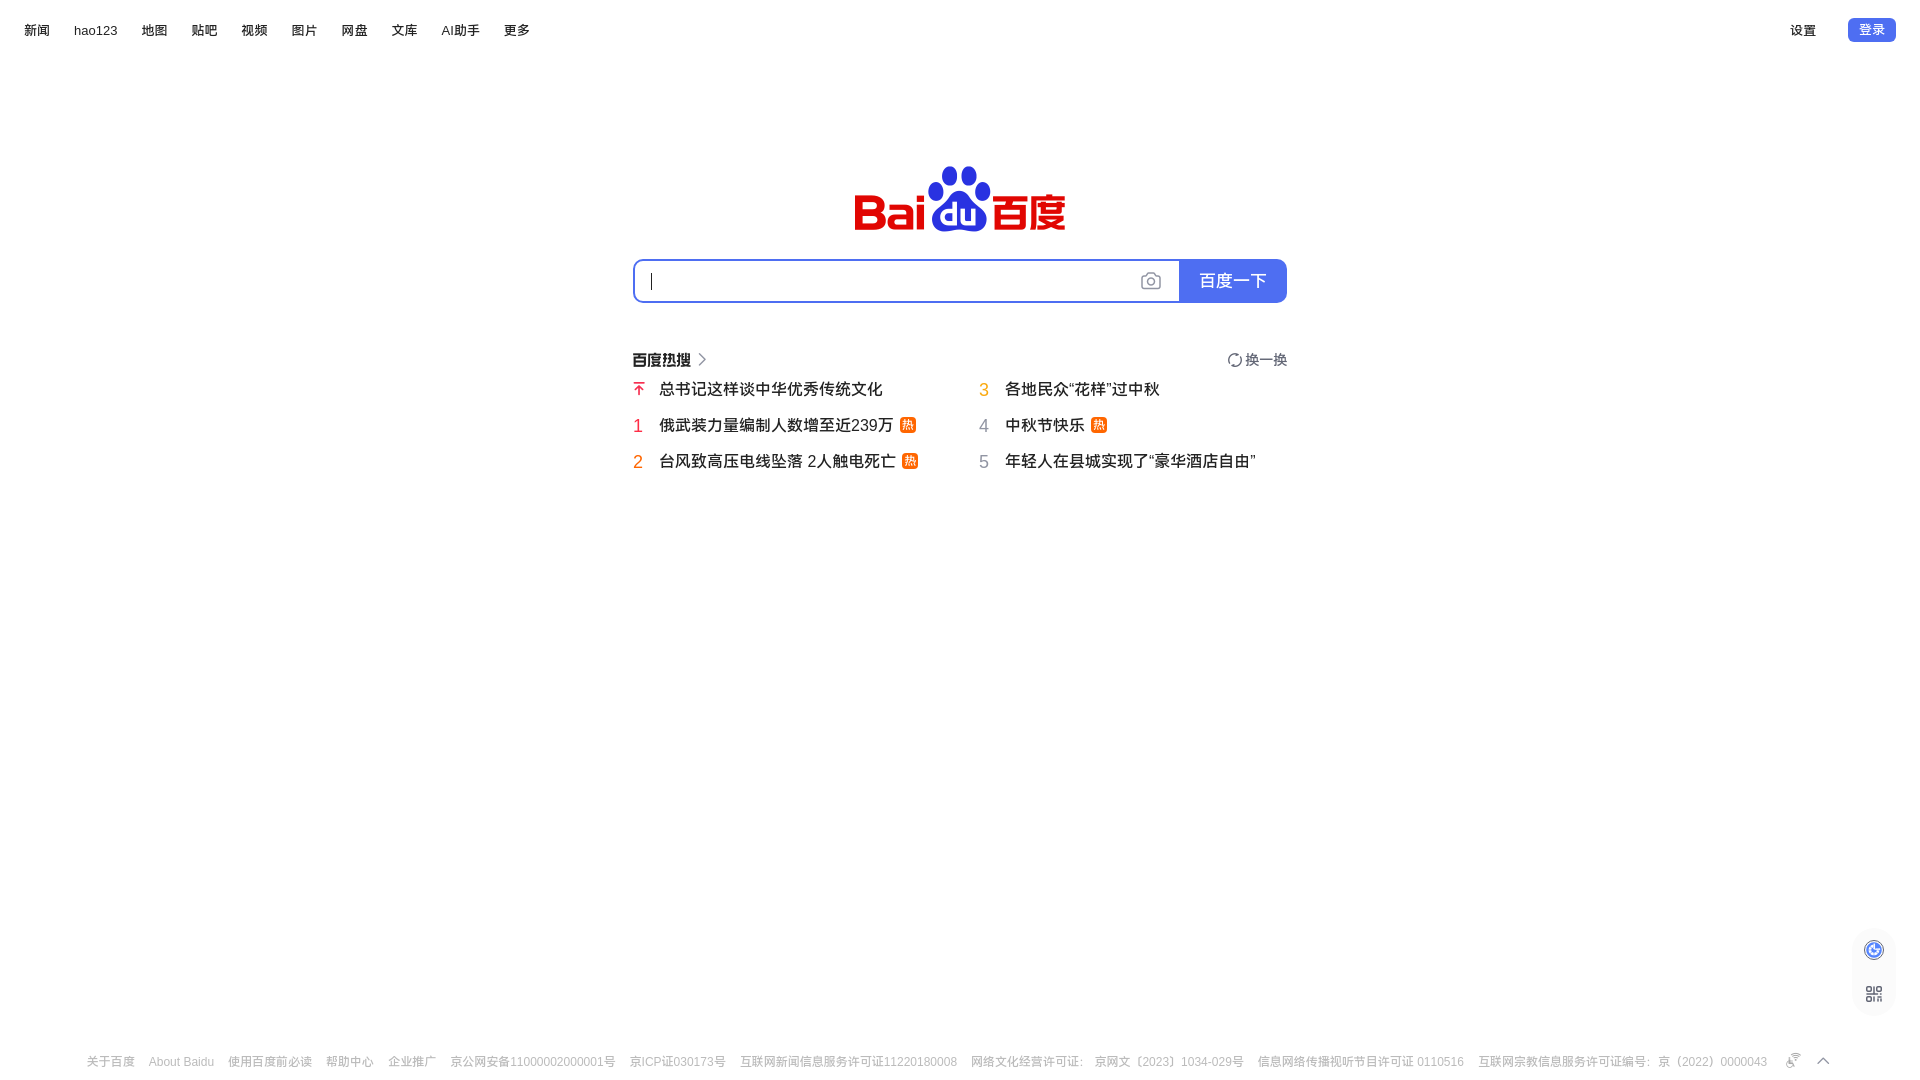 新闻 hao123 地图 贴吧 视频 图片 网盘 文库 AI助手 更多 设置 登录
Bai du 百度
百度一下
百度热搜 换一换
总书记这样谈中华优秀传统文化
1 俄武装力量编制人数增至近239万 热
2 台风致高压电线坠落 2人触电死亡 热
3 各地民众“花样”过中秋
4 中秋节快乐 热
5 年轻人在县城实现了“豪华酒店自由”
关于百度 About Baidu 使用百度前必读 帮助中心 企业推广 京公网安备11000002000001号 京ICP证030173号 互联网新闻信息服务许可证11220180008 网络文化经营许可证： 京网文〔2023〕1034-029号 信息网络传播视听节目许可证 0110516 互联网宗教信息服务许可证编号：京（2022）0000043